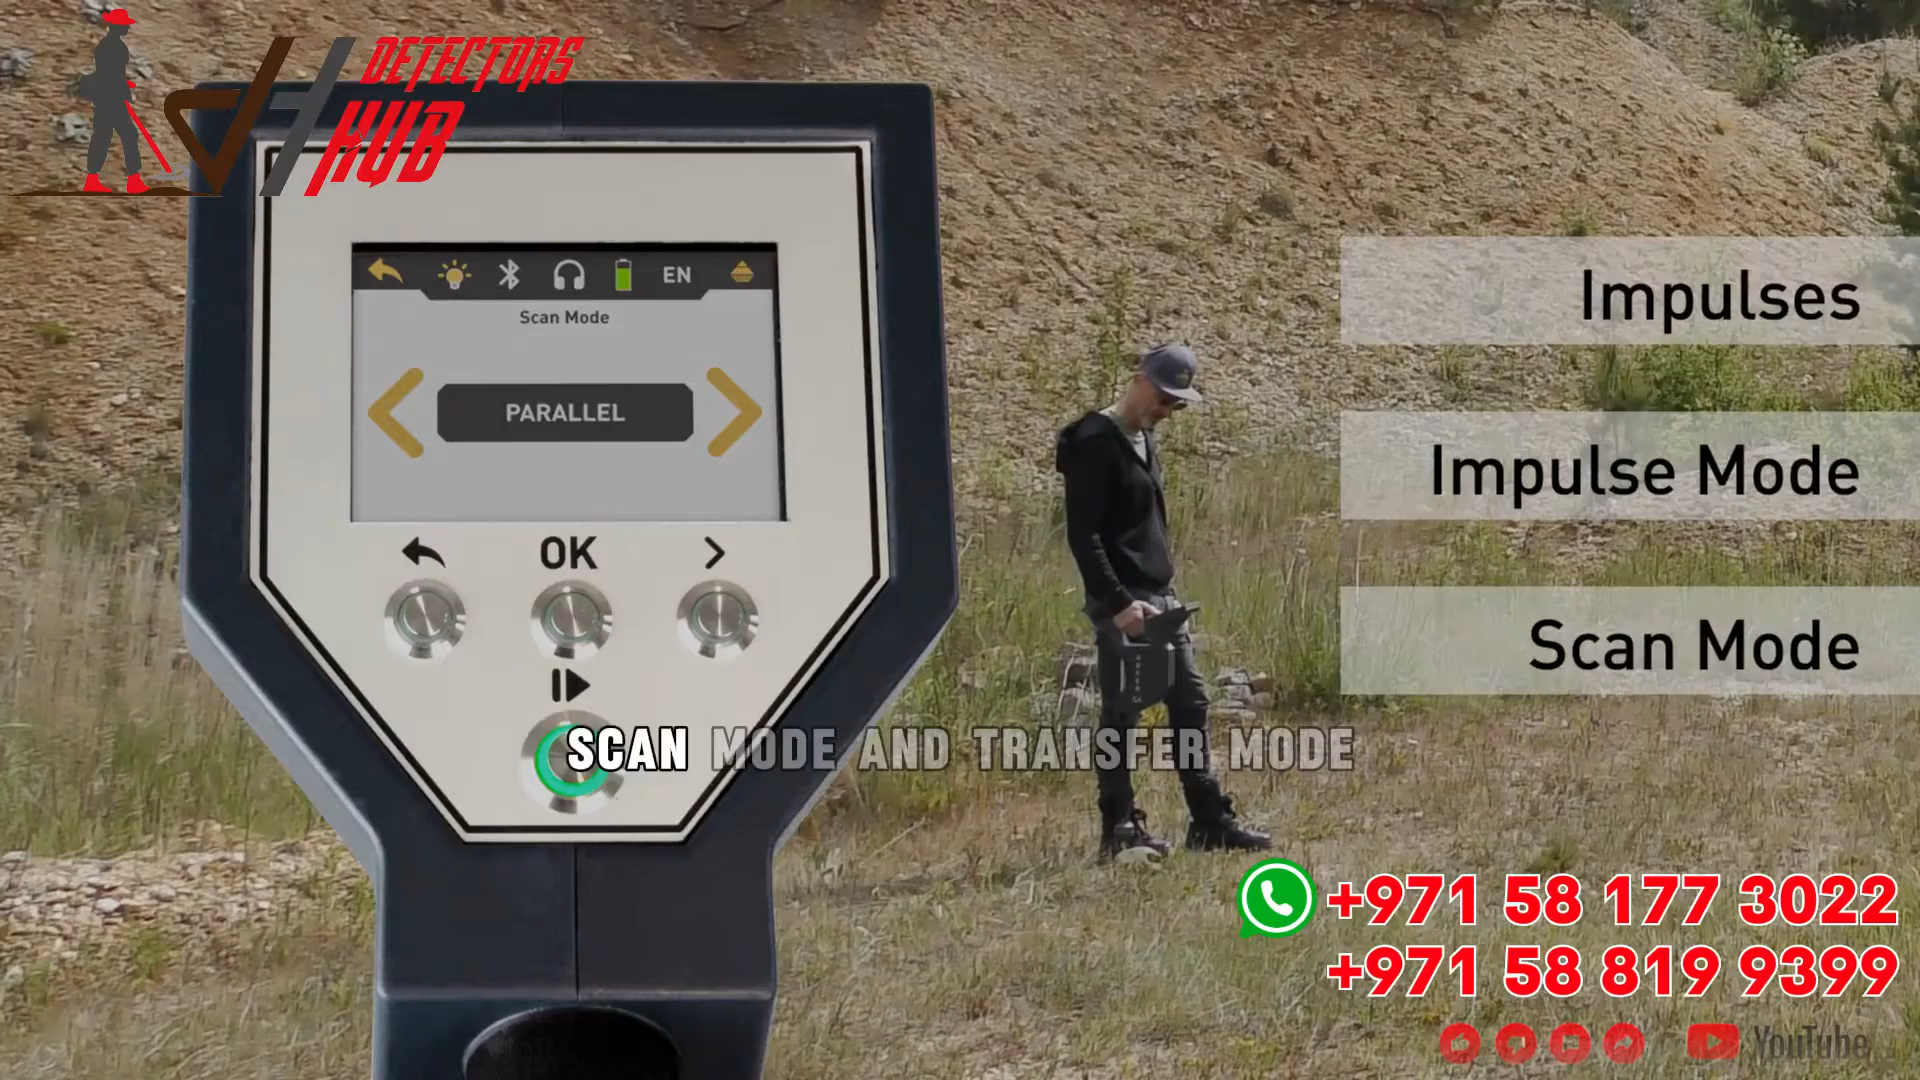 DETECTORS
HUB
EN
Scan Mode
PARALLEL
OK
Impulses
Impulse Mode
Scan Mode
SCAN MODE AND TRANSFER MODE
+971 58 177 3022
+971 58 819 9399
YouTube